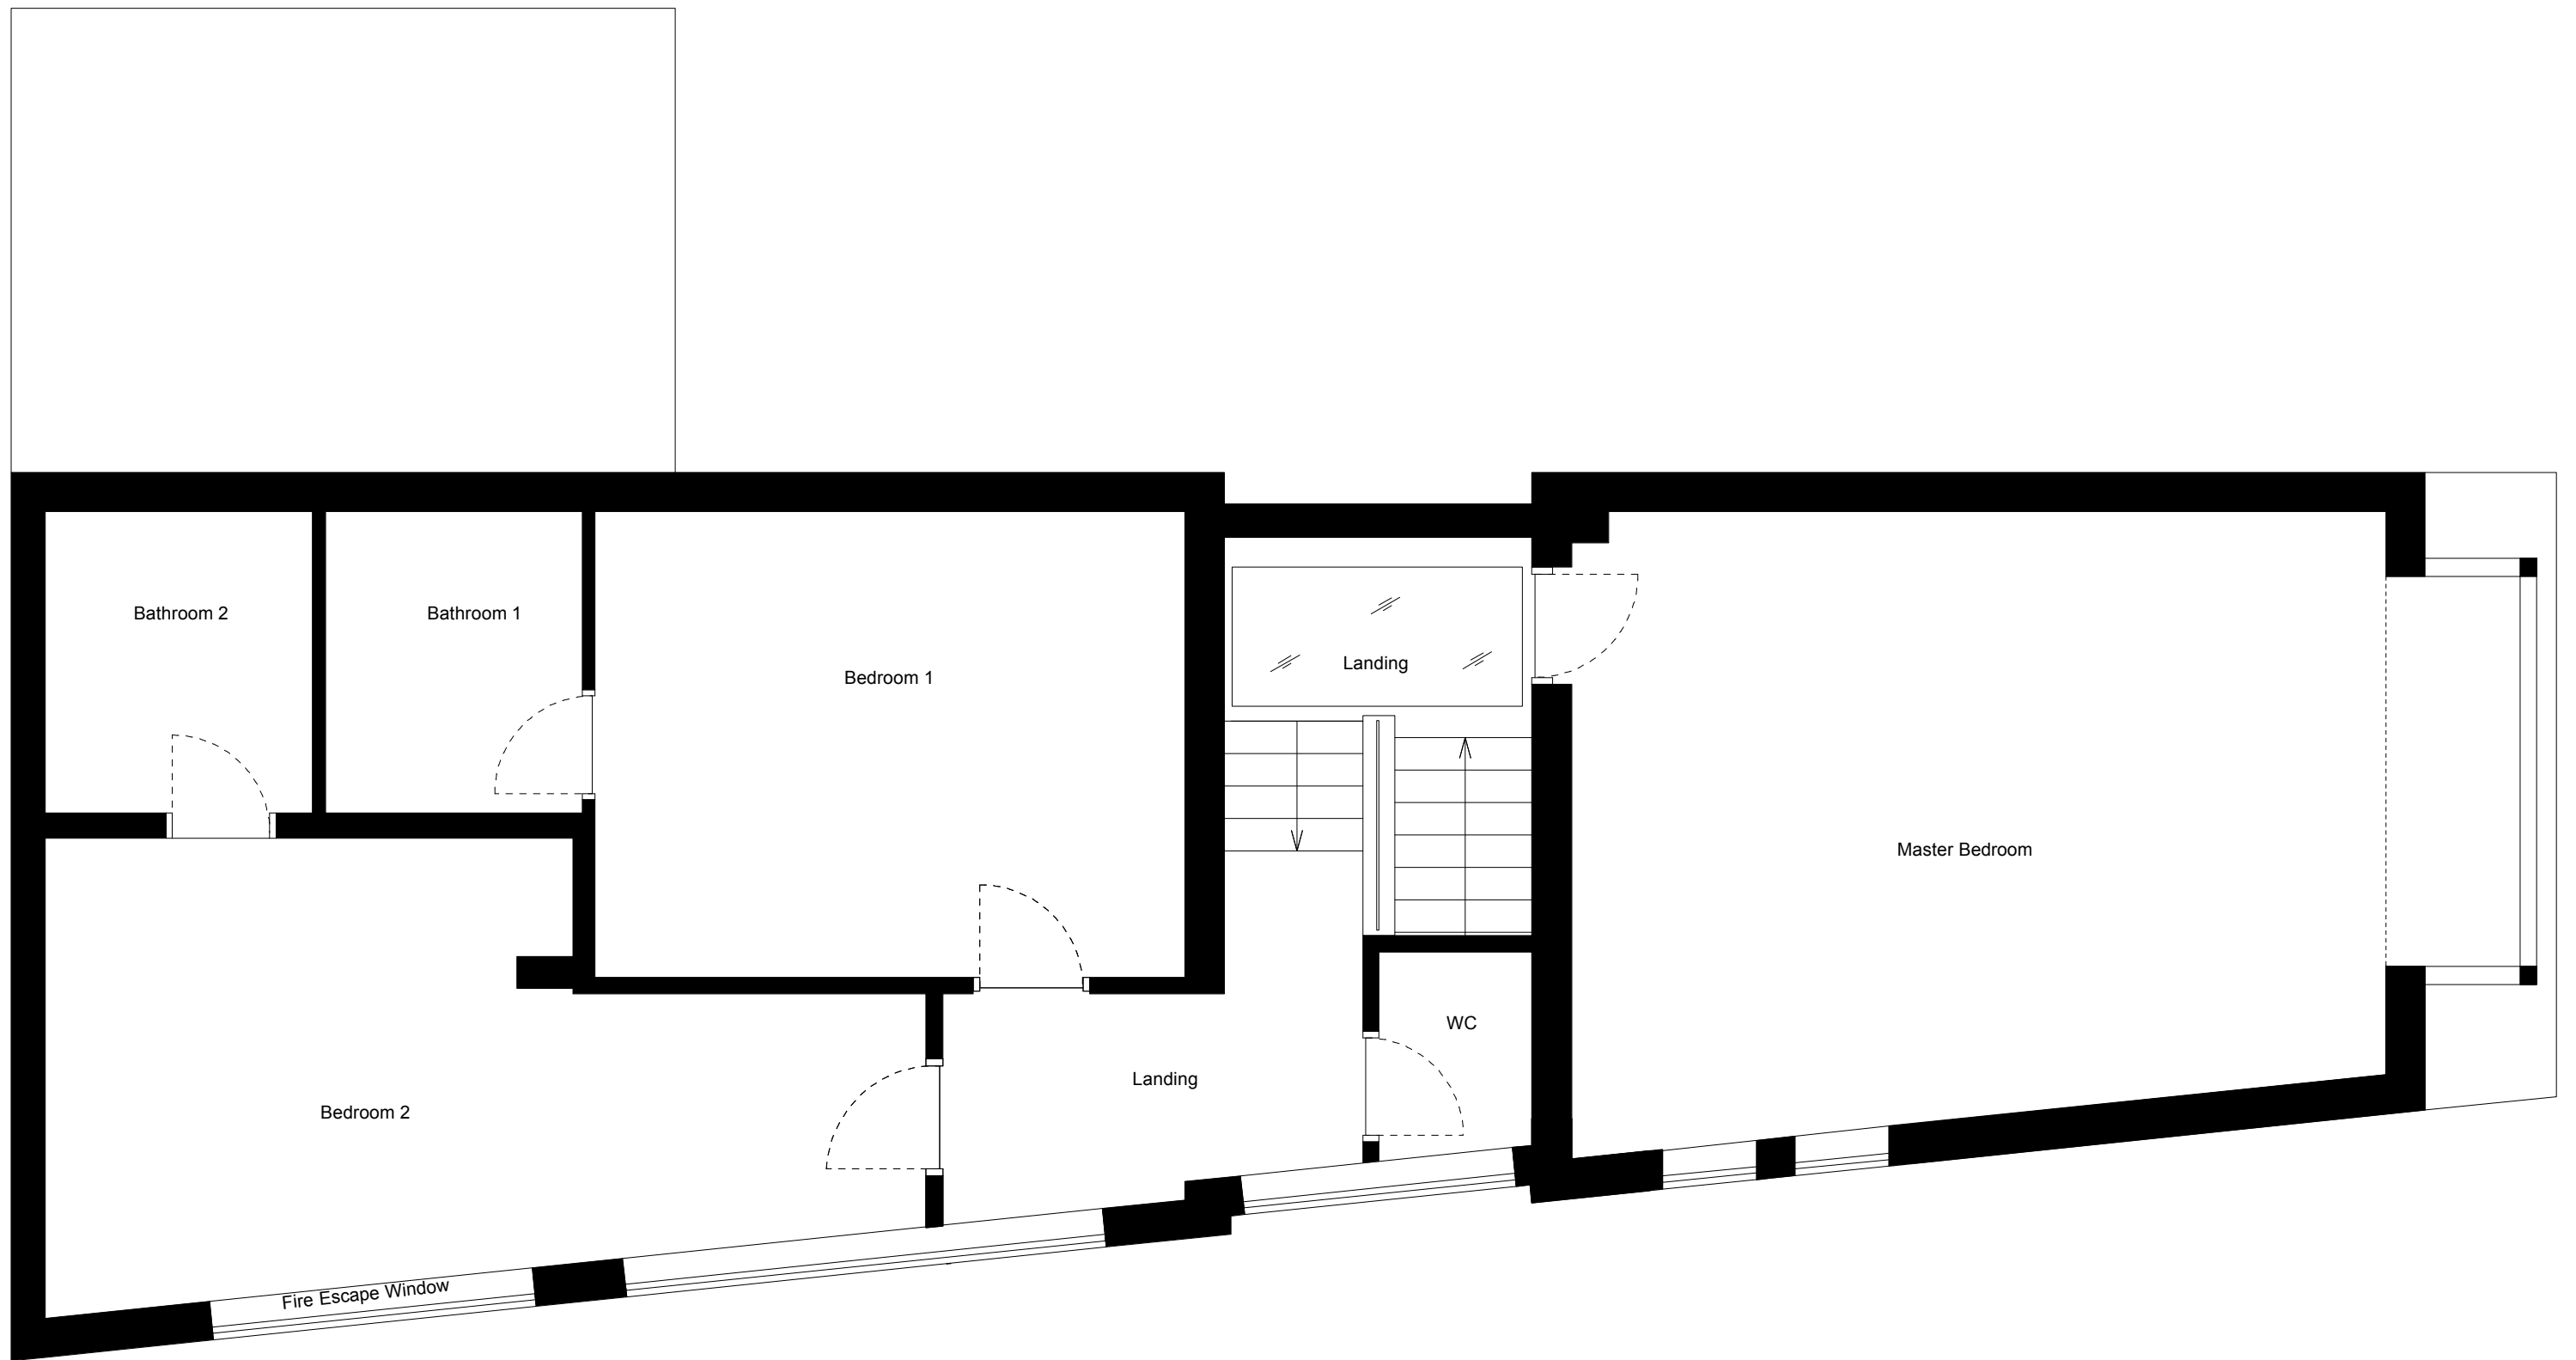 Bathroom 2
Bathroom 1
Bedroom 1
Landing
Master Bedroom
WC
Landing
Bedroom 2
Fire Escape Window